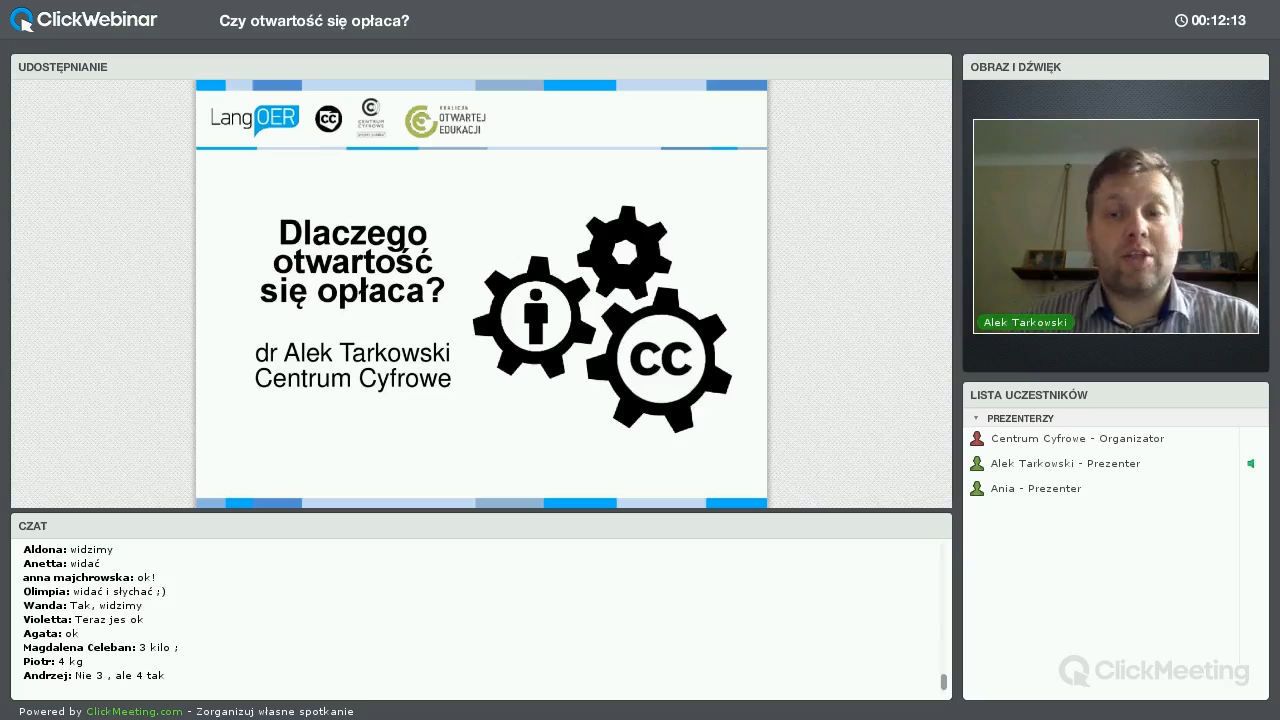 ClickWebinar
Czy otwartość się opłaca?
00:12:13
UDOSTĘPNIANIE
LangOER
cc
CENTRUM
CYFROWE
KOALICJA
OTWARTEJ
EDUKACJI
Dlaczego
otwartość
się opłaca?
dr Alek Tarkowski
Centrum Cyfrowe
CC
OBRAZ I DŹWIĘK
Alek Tarkowski
LISTA UCZESTNIKÓW
PREZENTERZY
Centrum Cyfrowe - Organizator
Alek Tarkowski - Prezenter
Ania - Prezenter
ClickMeeting
CZAT
Aldona: widzimy
Anetta: widać
anna majchrowska: ok!
Olimpia: widać i słychać ;)
Wanda: Tak, widzimy
Violetta: Teraz jes ok
Agata: ok
Magdalena Celeban: 3 kilo ;
Piotr: 4 kg
Andrzej: Nie 3 , ale 4 tak
Powered by ClickMeeting.com - Zorganizuj własne spotkanie